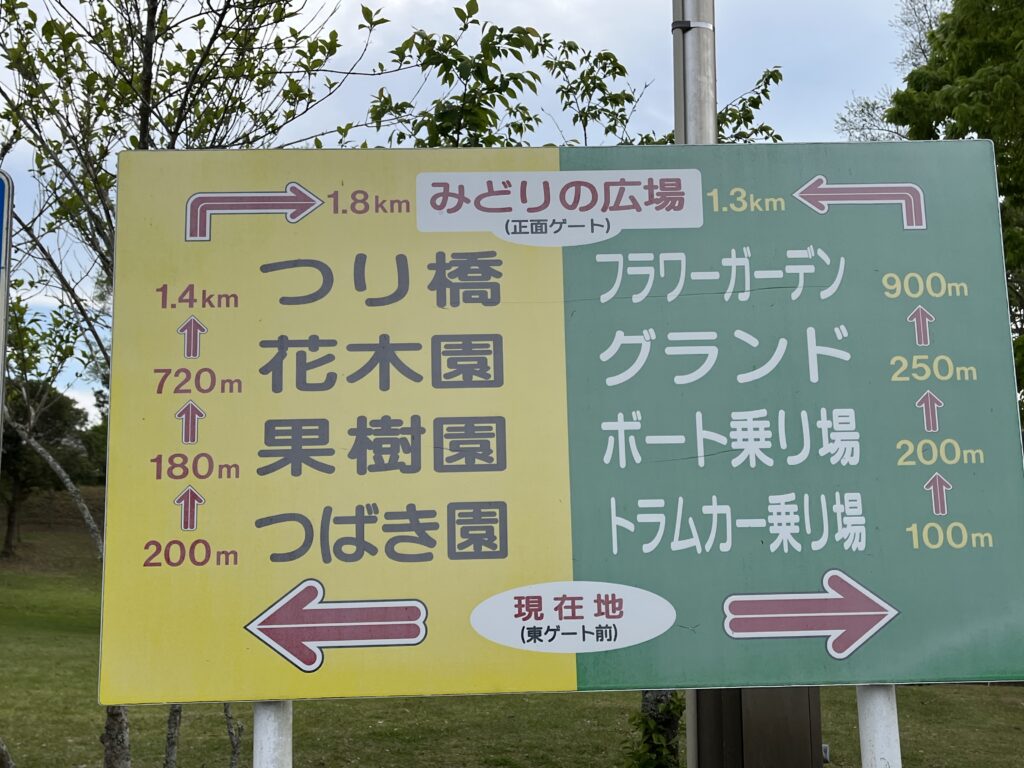 1.8km みどりの広場 1.3km
(正面ゲート)
1.4km つり橋 フラワーガーデン 900m
720m 花木園 グランド 250m
180m 果樹園 ボート乗り場 200m
200m つばき園 トラムカー乗り場 100m
現在地
(東ゲート前)